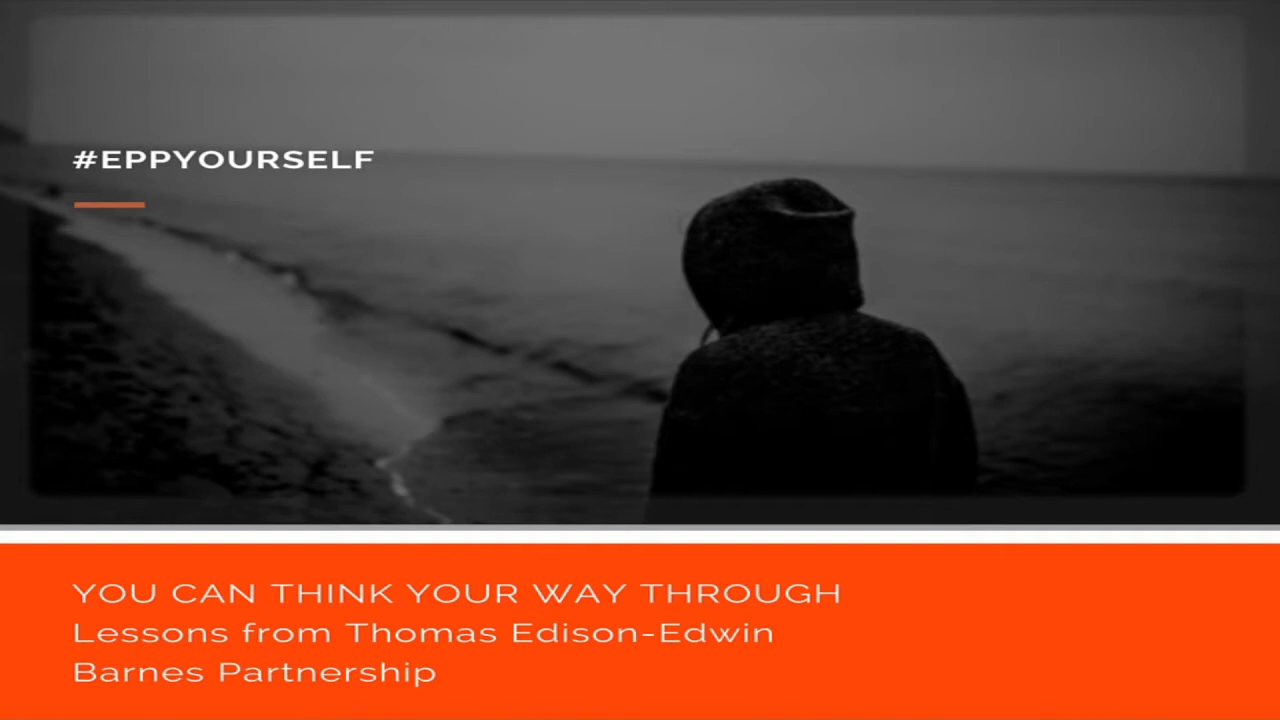 #EPPYOURSELF
YOU CAN THINK YOUR WAY THROUGH
Lessons from Thomas Edison-Edwin
Barnes Partnership